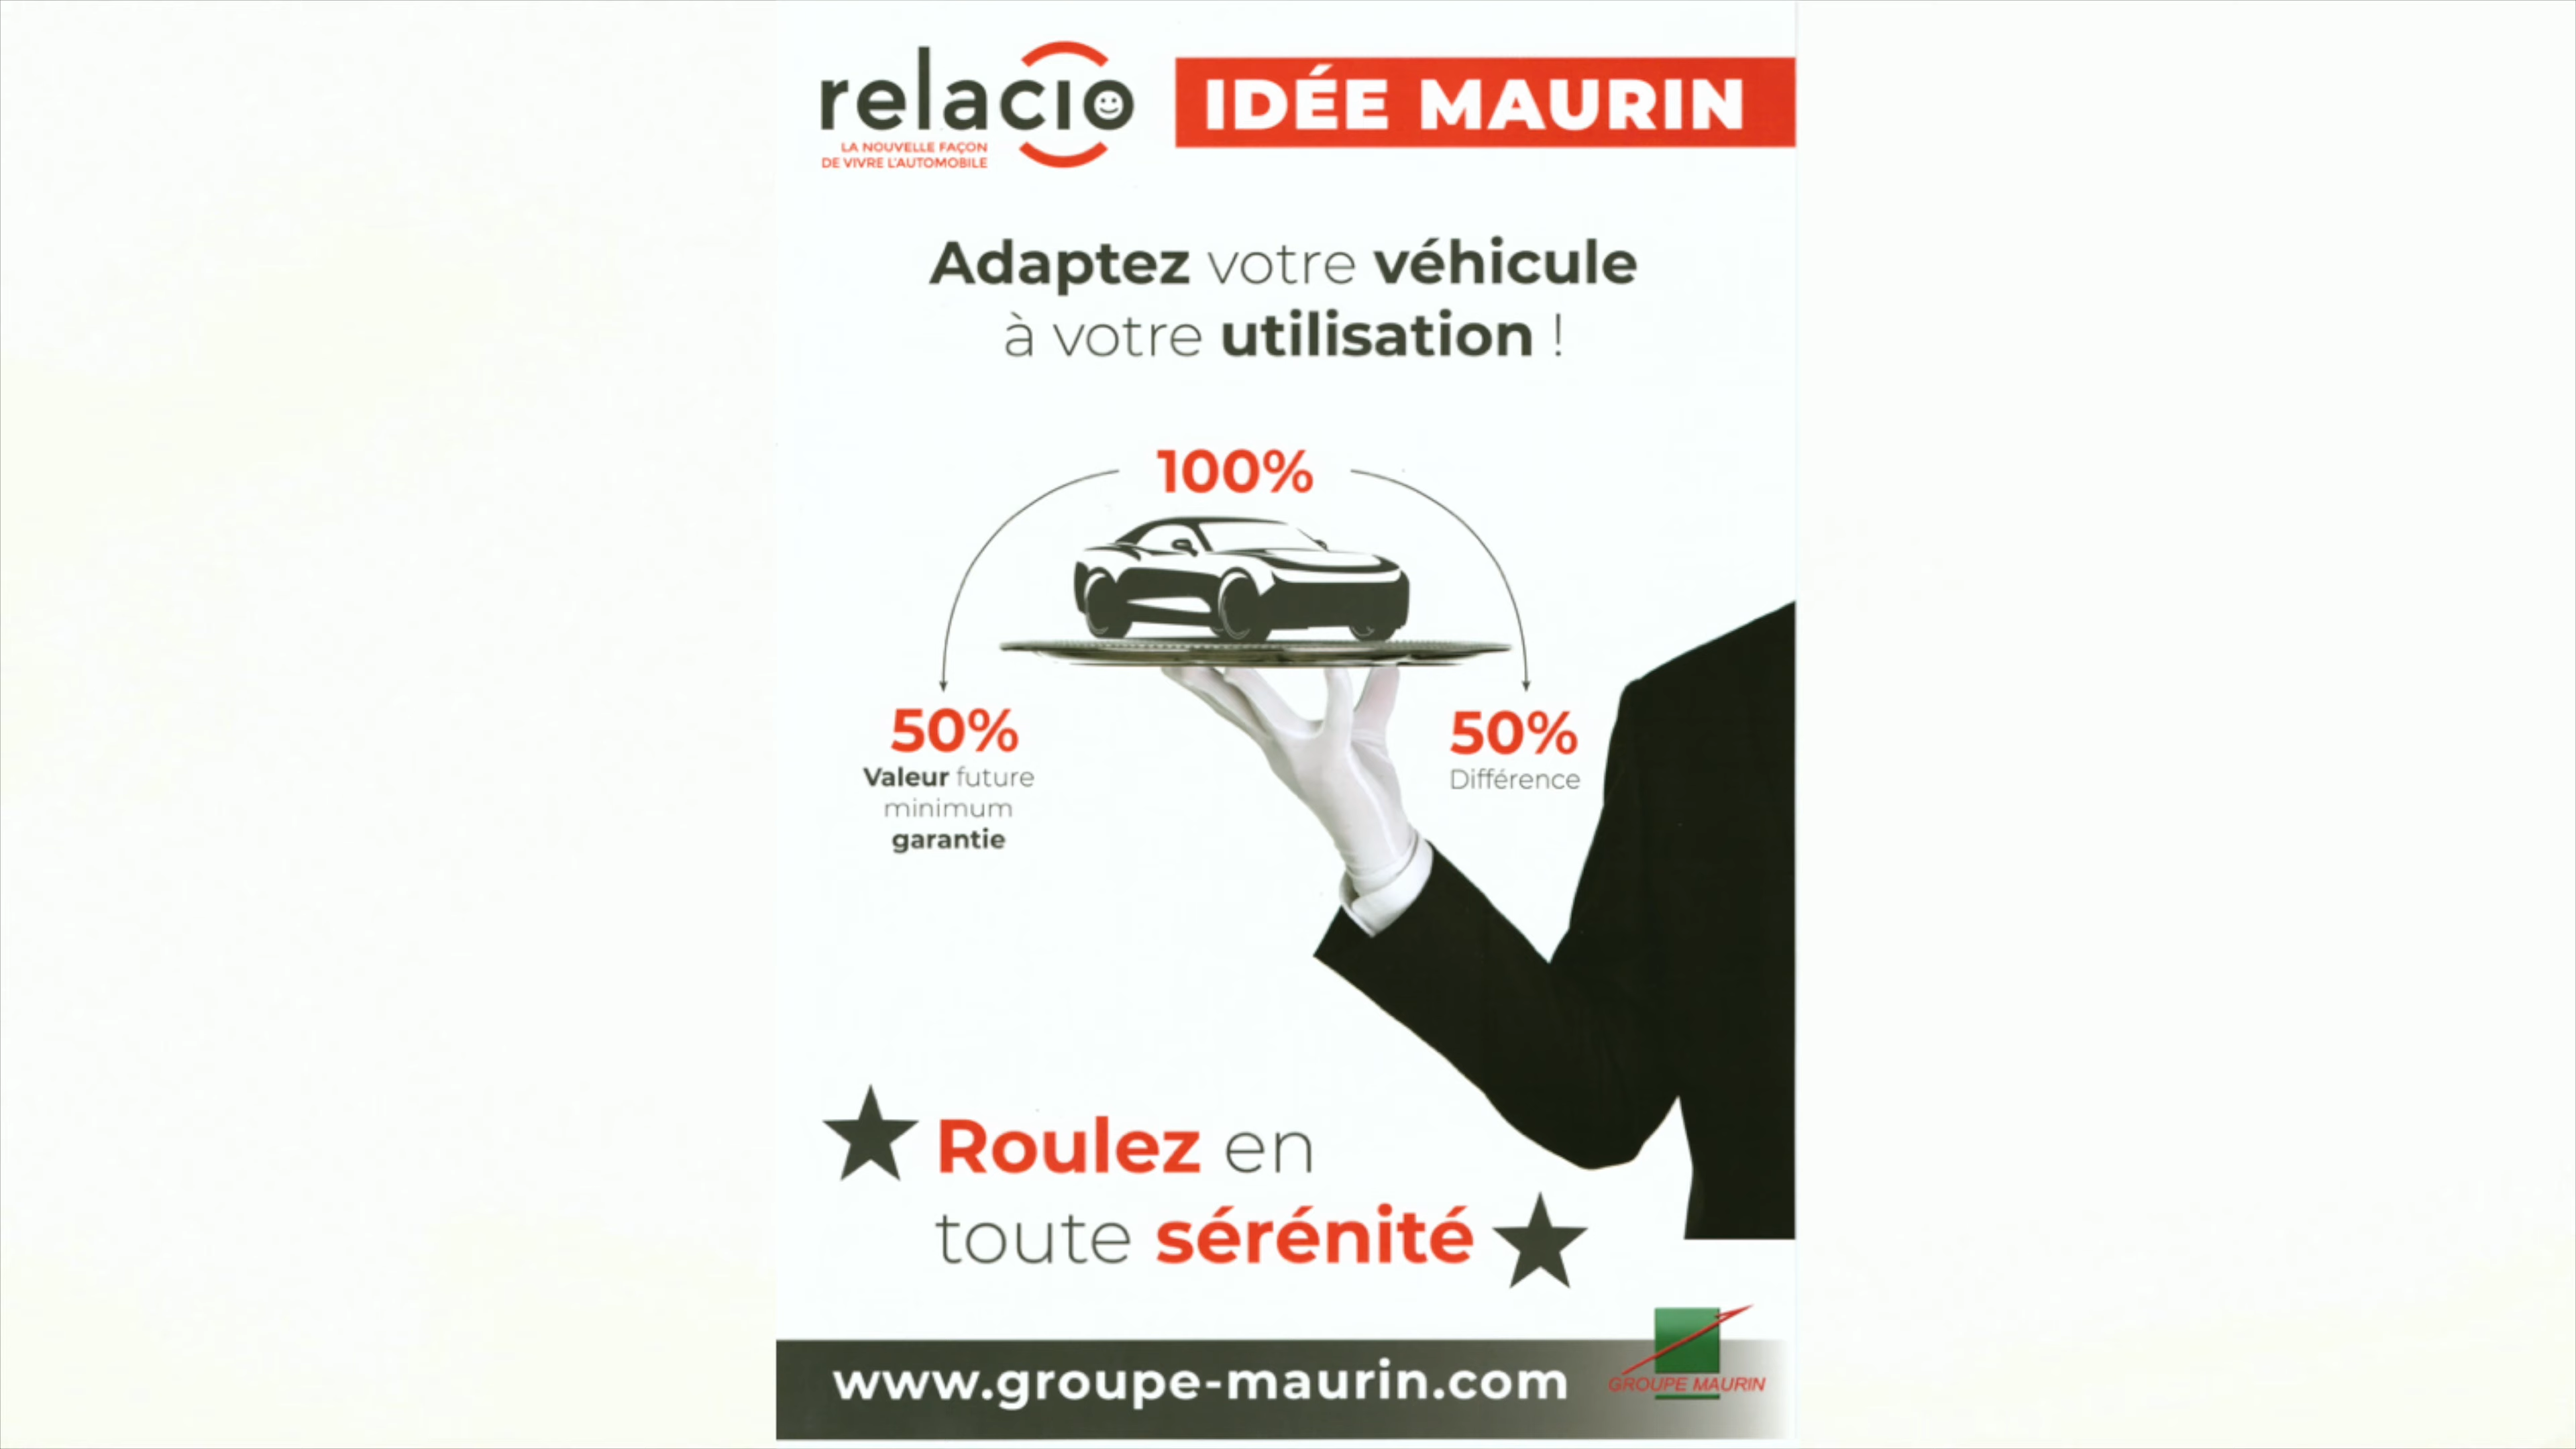 relacio
LA NOUVELLE FAÇON
DE VIVRE L'AUTOMOBILE
IDÉE MAURIN
Adaptez votre véhicule
à votre utilisation !
100%
50%
Valeur future
minimum
garantie
50%
Différence
Roulez en
toute sérénité
www.groupe-maurin.com
GROUPE MAURIN